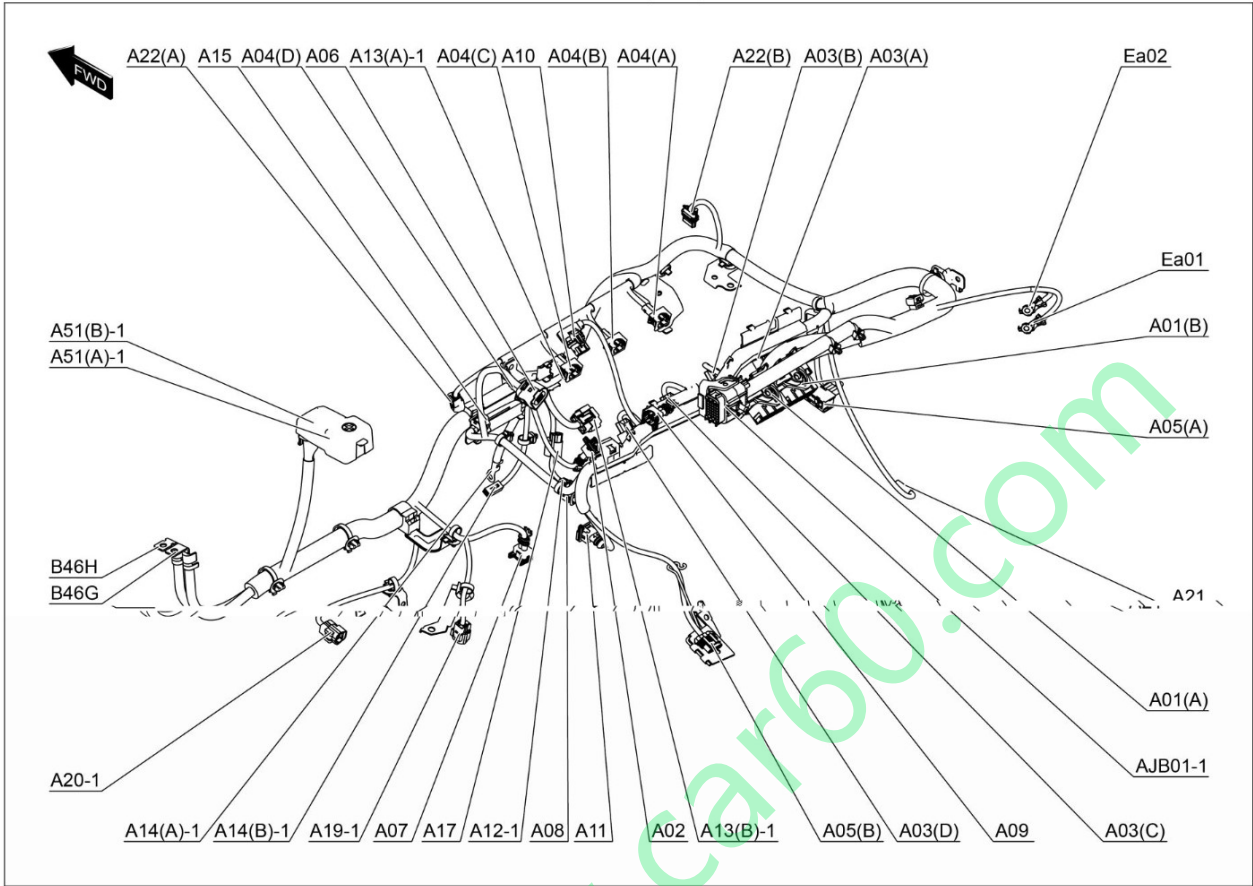 FWD
A22(A) A15 A04(D) A06 A13(A)-1 A04(C) A10 A04(B) A04(A) A22(B) A03(B) A03(A) Ea02
Ea01
A51(B)-1 A01(B)
A51(A)-1
A05(A)
B46H
B46G A21
A01(A)
AJB01-1
A20-1
A14(A)-1 A14(B)-1 A19-1 A07 A17 A12-1 A08 A11 A02 A13(B)-1 A05(B) A03(D) A09 A03(C)
car60.com